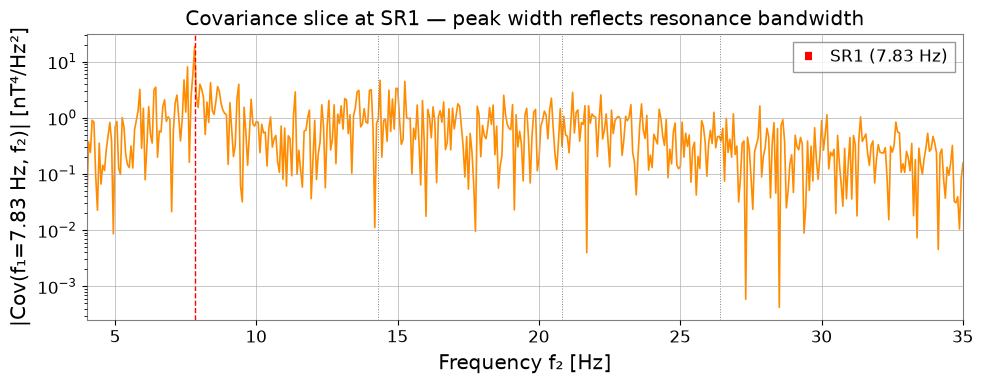 Covariance slice at SR1 — peak width reflects resonance bandwidth
|Cov(f₁=7.83 Hz, f₂)| [nT⁴/Hz²]
10¹
10⁰
10⁻¹
10⁻²
10⁻³
SR1 (7.83 Hz)
5 10 15 20 25 30 35
Frequency f₂ [Hz]